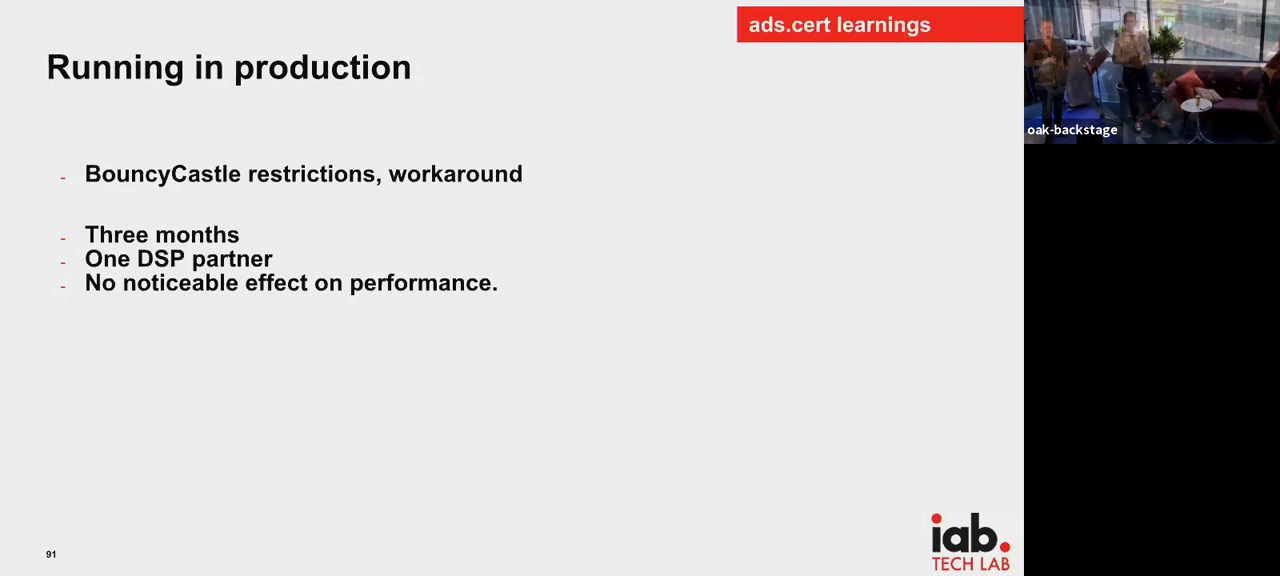 ads.cert learnings
Running in production
- BouncyCastle restrictions, workaround
- Three months
- One DSP partner
- No noticeable effect on performance.
91
iab.
TECH LAB
oak-backstage